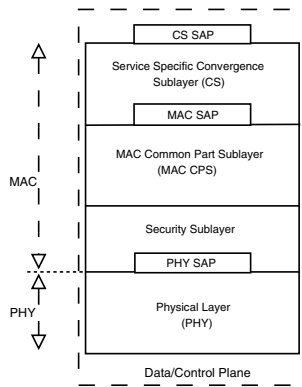 CS SAP
Service Specific Convergence
Sublayer (CS)
MAC SAP
MAC Common Part Sublayer
(MAC CPS)
MAC
Security Sublayer
PHY SAP
Physical Layer
(PHY)
PHY
Data/Control Plane